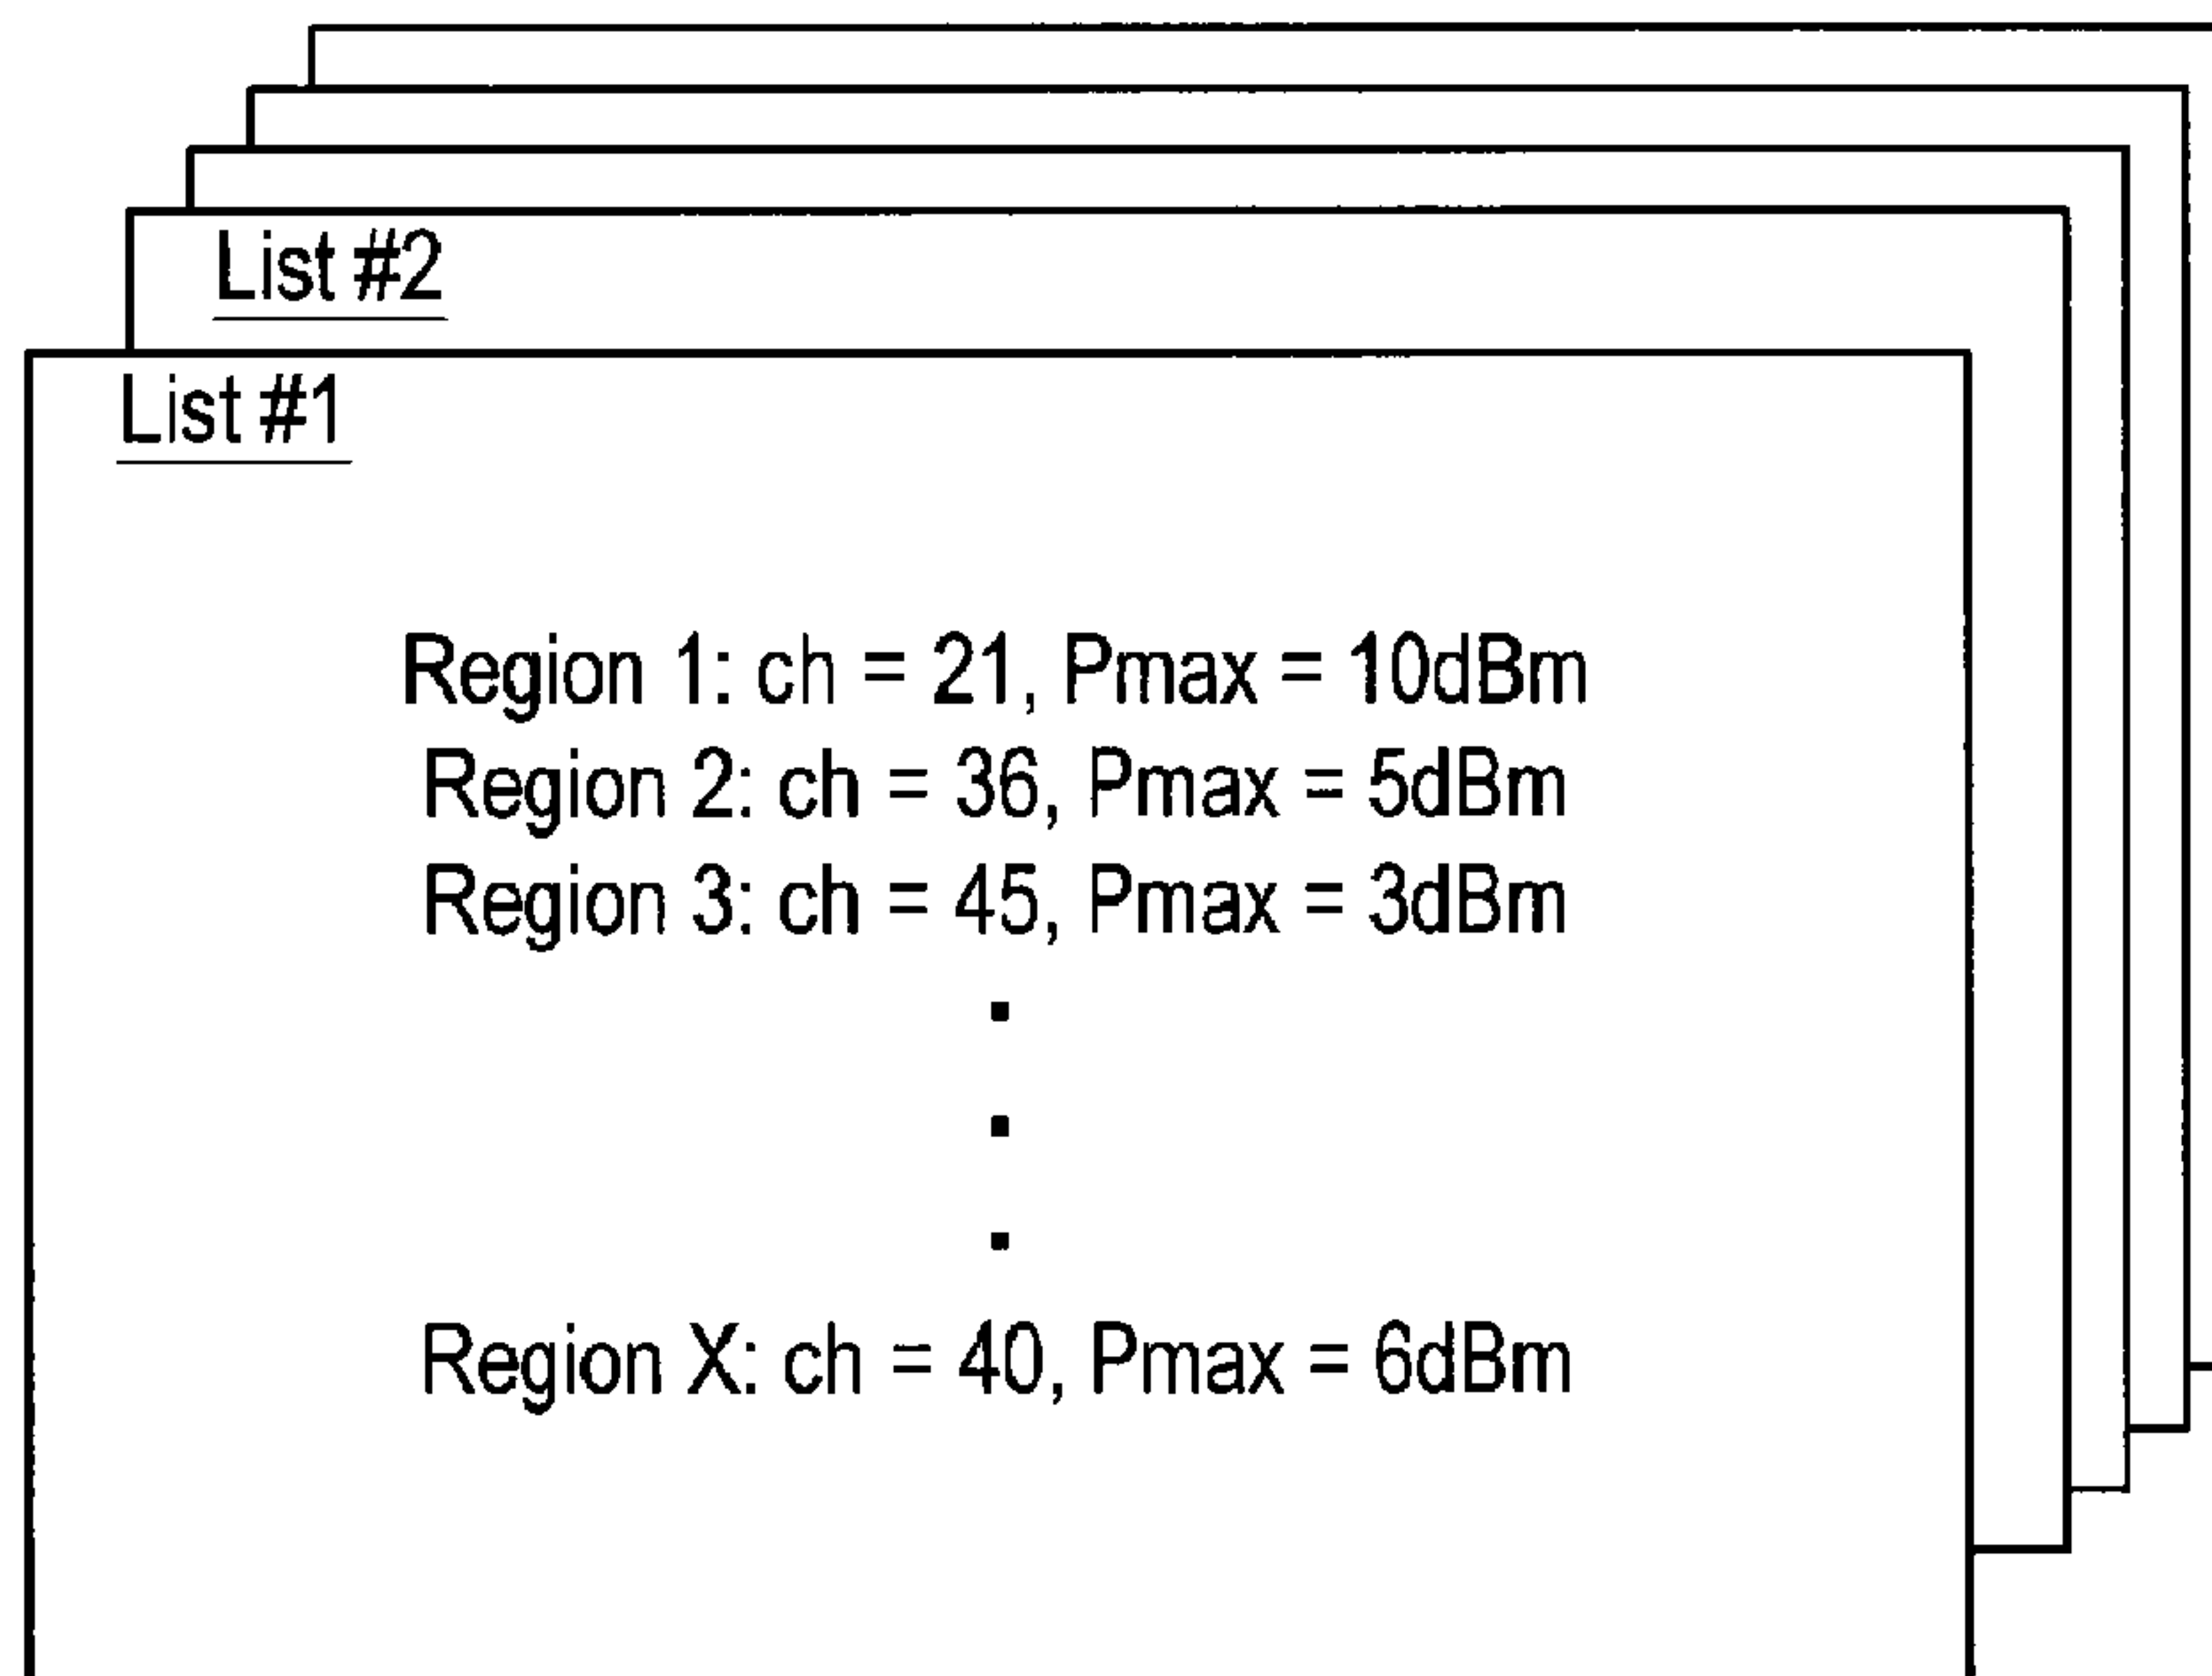 List #2
List #1
Region 1: ch = 21, Pmax = 10dBm
Region 2: ch = 36, Pmax = 5dBm
Region 3: ch = 45, Pmax = 3dBm
.
.
.
Region X: ch = 40, Pmax = 6dBm